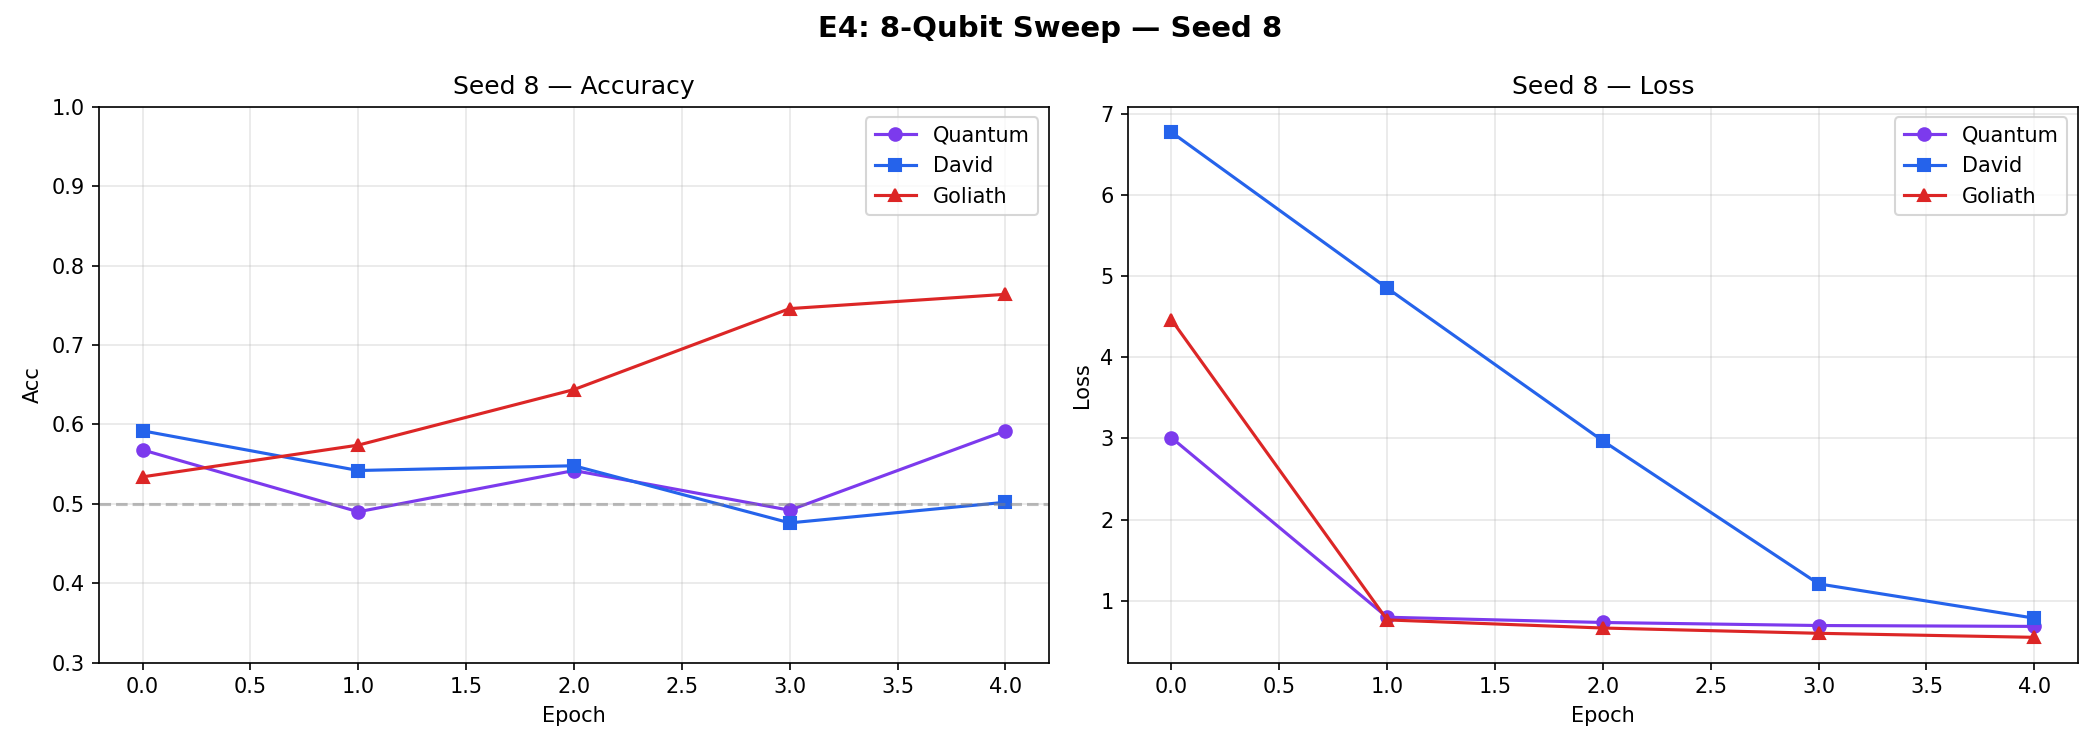 E4: 8-Qubit Sweep — Seed 8
Seed 8 — Accuracy
1.0
0.9
0.8
0.7
0.6
0.5
0.4
0.3
Acc
Quantum
David
Goliath
0.0 0.5 1.0 1.5 2.0 2.5 3.0 3.5 4.0
Epoch
Seed 8 — Loss
7
6
5
4
3
2
1
Loss
Quantum
David
Goliath
0.0 0.5 1.0 1.5 2.0 2.5 3.0 3.5 4.0
Epoch